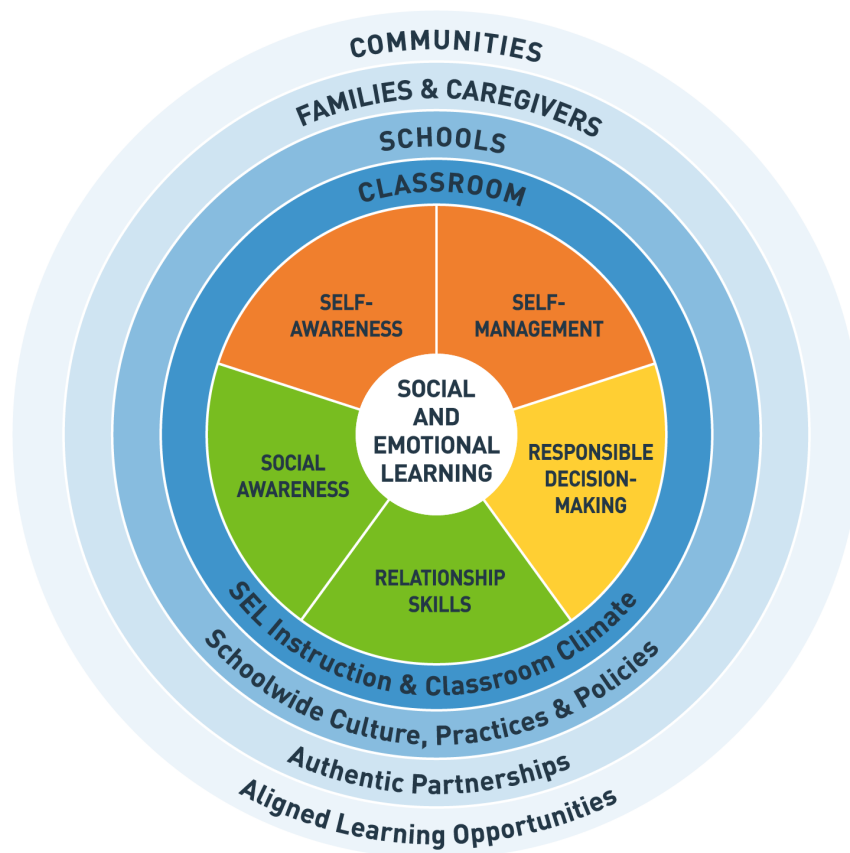 COMMUNITIES
FAMILIES & CAREGIVERS
SCHOOLS
CLASSROOM
SELF-
AWARENESS
SELF-
MANAGEMENT
SOCIAL
AND
EMOTIONAL
LEARNING
SOCIAL
AWARENESS
RESPONSIBLE
DECISION-
MAKING
RELATIONSHIP
SKILLS
SEL Instruction & Classroom Climate
Schoolwide Culture, Practices & Policies
Authentic Partnerships
Aligned Learning Opportunities